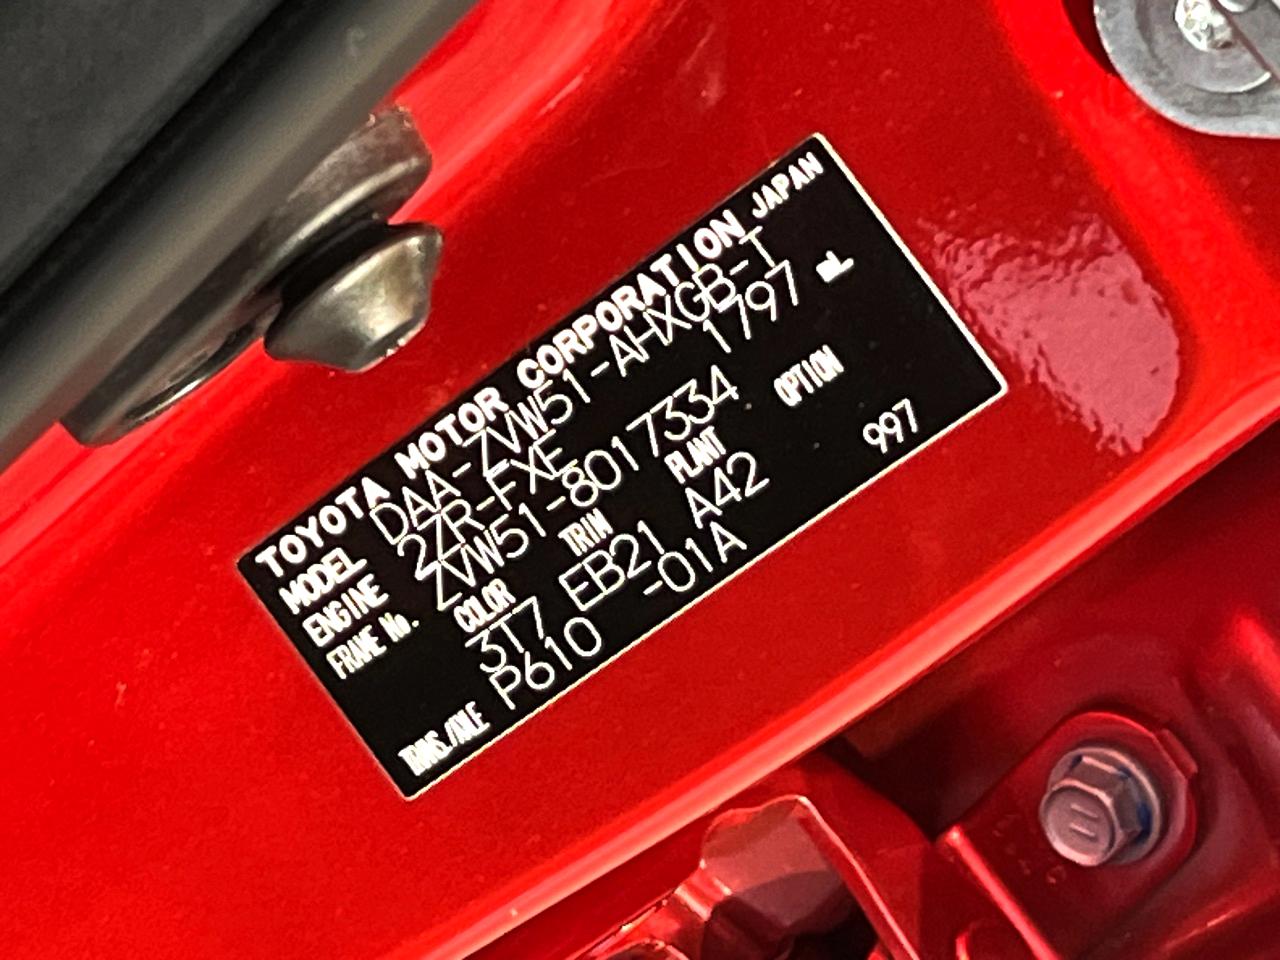 TOYOTA MOTOR CORPORATION JAPAN
MODEL DAA-ZVW51-AHXGB-T
ENGINE 2ZR-FXE 1797 mL
FRAME No. ZVW51-8017334
COLOR TRIM PLANT OPTION
3T7 EB21 A42 997
TRANS./AXLE P610 -01A